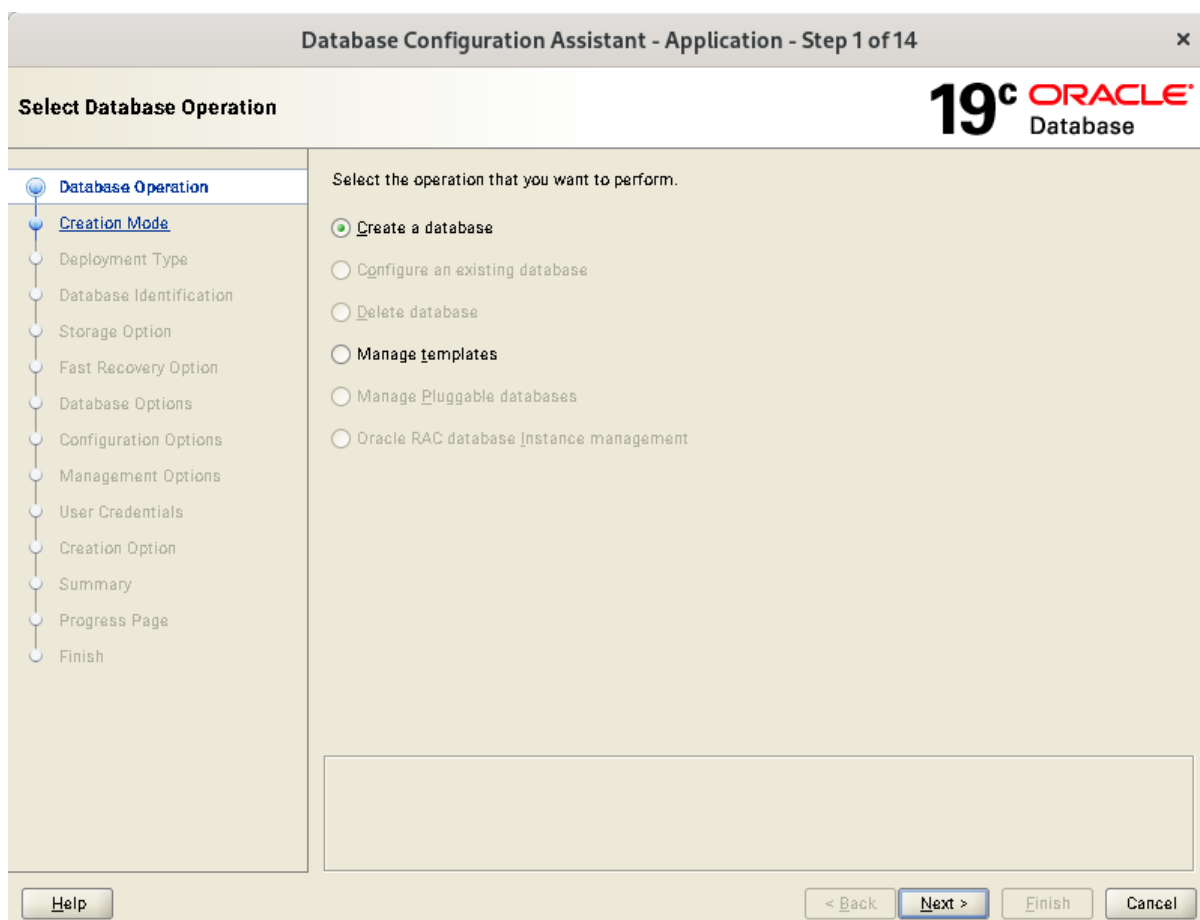 Database Configuration Assistant - Application - Step 1 of 14
×
Select Database Operation
19c ORACLE
Database
Database Operation
Creation Mode
Deployment Type
Database Identification
Storage Option
Fast Recovery Option
Database Options
Configuration Options
Management Options
User Credentials
Creation Option
Summary
Progress Page
Finish
Select the operation that you want to perform.
Create a database
Configure an existing database
Delete database
Manage templates
Manage Pluggable databases
Oracle RAC database Instance management
Help
< Back
Next >
Finish
Cancel